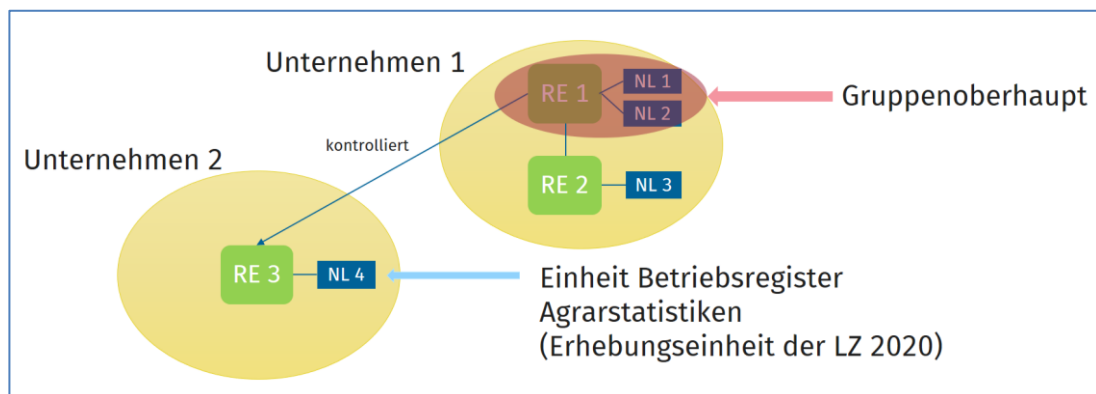 Unternehmen 1
RE 1
NL 1
NL 2
Gruppenoberhaupt
kontrolliert
Unternehmen 2
RE 2
NL 3
RE 3
NL 4
Einheit Betriebsregister
Agrarstatistiken
(Erhebungseinheit der LZ 2020)